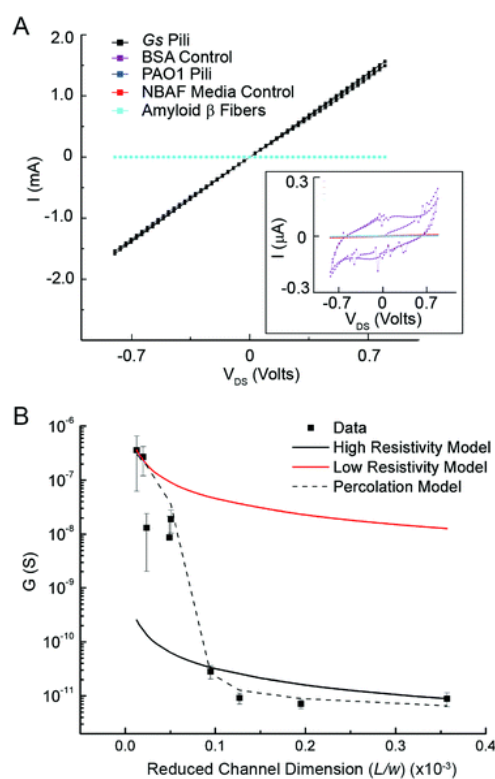 A
2.0
1.0
0
-1.0
-2.0
I (mA)
Gs Pili
BSA Control
PAO1 Pili
NBAF Media Control
Amyloid β Fibers
0.3
0
-0.3
I (μA)
-0.7 0 0.7
V_DS (Volts)
-0.7 0 0.7
V_DS (Volts)
B
10⁻⁶
10⁻⁷
10⁻⁸
10⁻⁹
10⁻¹⁰
10⁻¹¹
G (S)
Data
High Resistivity Model
Low Resistivity Model
Percolation Model
0.0 0.1 0.2 0.3 0.4
Reduced Channel Dimension (L/w) (x10⁻³)